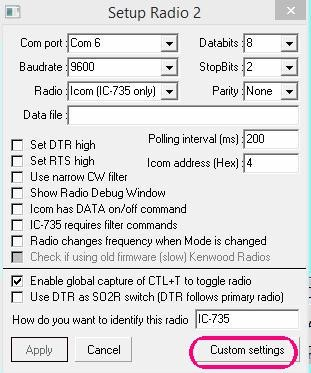 Setup Radio 2
Com port : Com 6 Databits: 8
Baudrate: 9600 StopBits: 2
Radio : Icom (IC-735 only) Parity: None
Data file :
Set DTR high Polling interval (ms): 200
Set RTS high Icom address (Hex): 4
Use narrow CW filter
Show Radio Debug Window
Icom has DATA on/off command
IC-735 requires filter commands
Radio changes frequency when Mode is changed
Check if using old firmware (slow) Kenwood Radios
Enable global capture of CTL+T to toggle radio
Use DTR as SO2R switch (DTR follows primary radio)
How do you want to identify this radio IC-735
Apply Cancel Custom settings